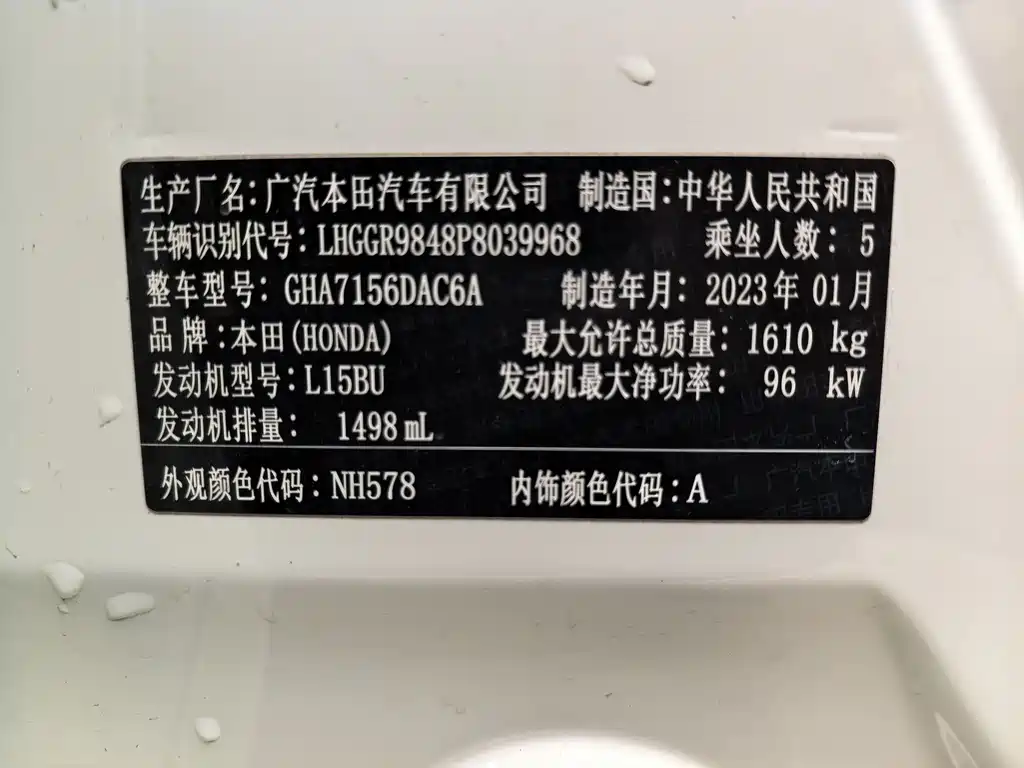 生产厂名:广汽本田汽车有限公司 制造国:中华人民共和国
车辆识别代号: LHGGR9848P8039968 乘坐人数: 5
整车型号: GHA7156DAC6A 制造年月: 2023年 01月
品 牌:本田(HONDA) 最大允许总质量: 1610 kg
发动机型号:L15BU 发动机最大净功率: 96 kW
发动机排量: 1498mL
外观颜色代码: NH578 内饰颜色代码:A